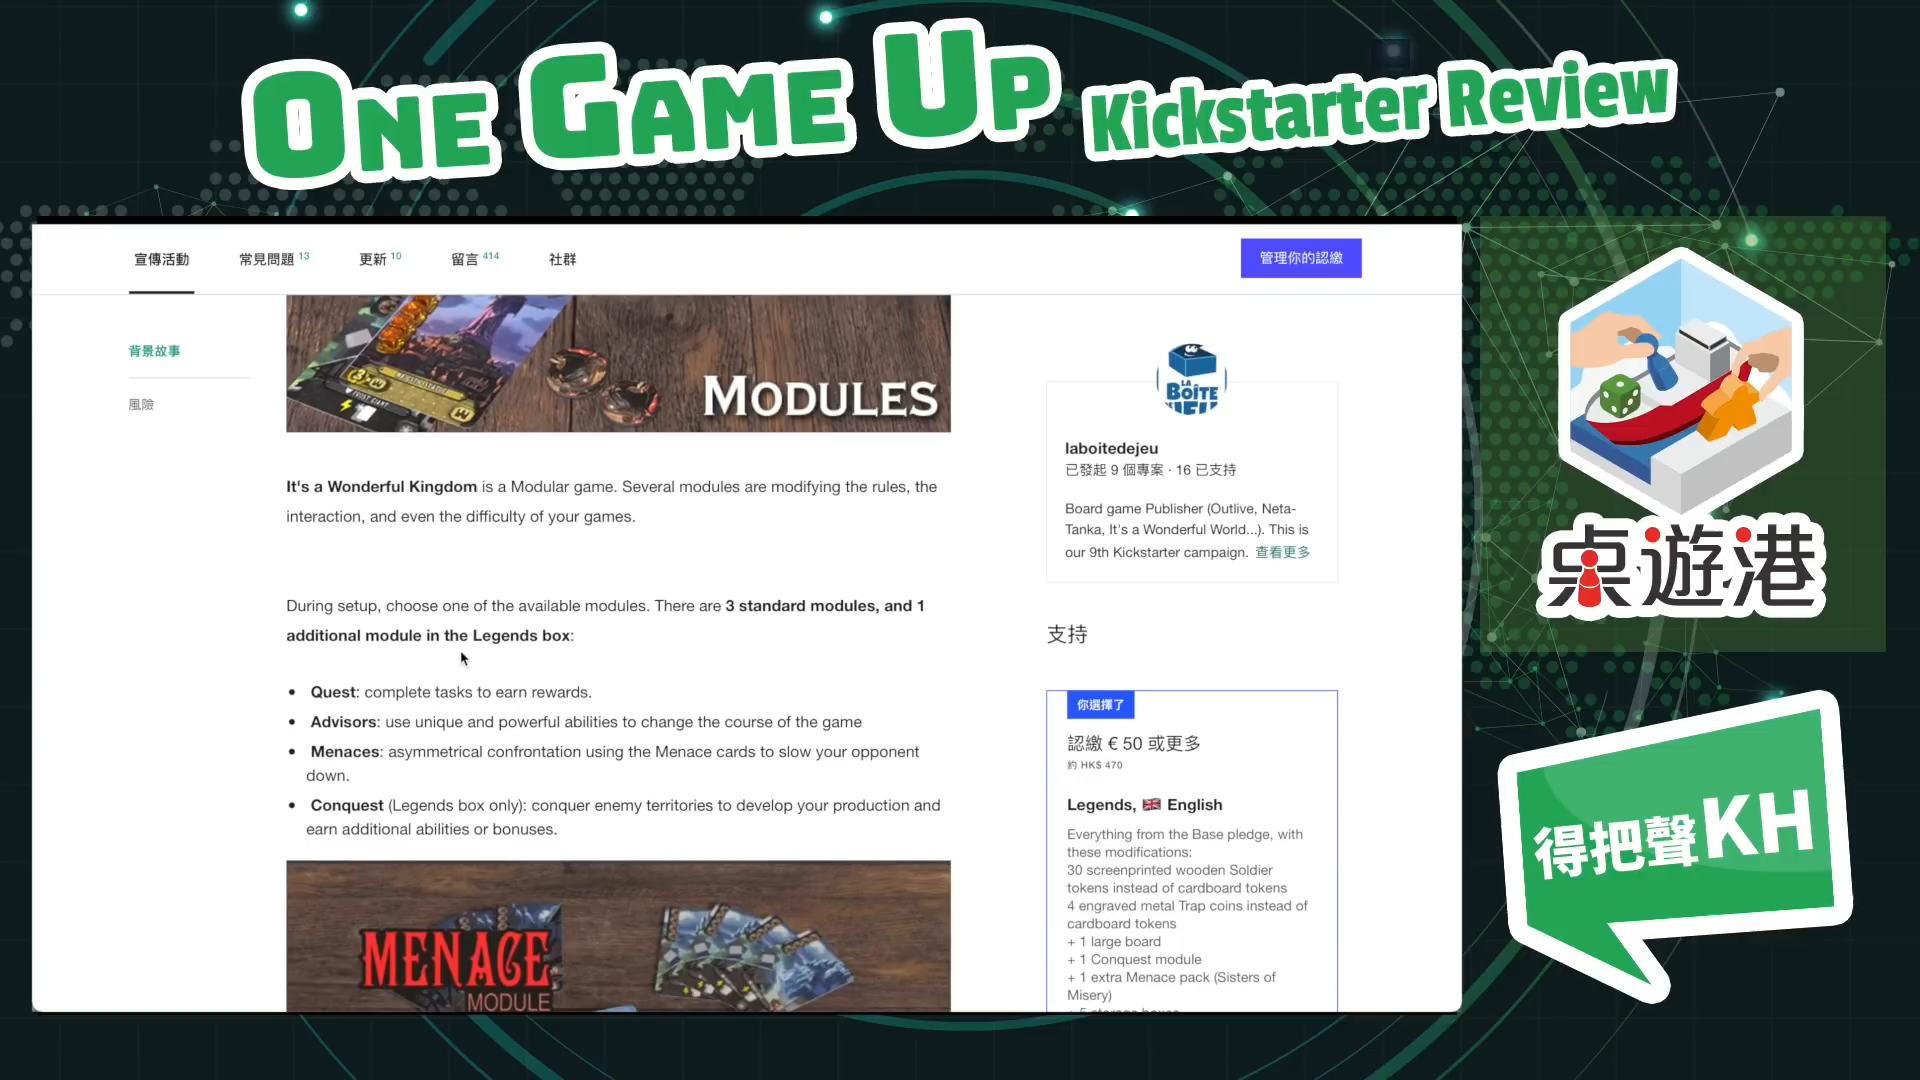 ONE GAME UP Kickstarter Review
宣傳活動 常見問題 13 更新 10 留言 414 社群
管理你的認繳
背景故事
風險
MODULES
It's a Wonderful Kingdom is a Modular game. Several modules are modifying the rules, the
interaction, and even the difficulty of your games.
During setup, choose one of the available modules. There are 3 standard modules, and 1
additional module in the Legends box:
• Quest: complete tasks to earn rewards.
• Advisors: use unique and powerful abilities to change the course of the game
• Menaces: asymmetrical confrontation using the Menace cards to slow your opponent
down.
• Conquest (Legends box only): conquer enemy territories to develop your production and
earn additional abilities or bonuses.
MENACE
MODULE
LA
BOÎTE
laboitedejeu
已發起 9 個專案 · 16 已支持
Board game Publisher (Outlive, Neta-
Tanka, It's a Wonderful World...). This is
our 9th Kickstarter campaign. 查看更多
支持
你選擇了
認繳 € 50 或更多
約 HK$ 470
Legends, 🇬🇧 English
Everything from the Base pledge, with
these modifications:
30 screenprinted wooden Soldier
tokens instead of cardboard tokens
4 engraved metal Trap coins instead of
cardboard tokens
+ 1 large board
+ 1 Conquest module
+ 1 extra Menace pack (Sisters of
Misery)
桌遊港
得把聲KH